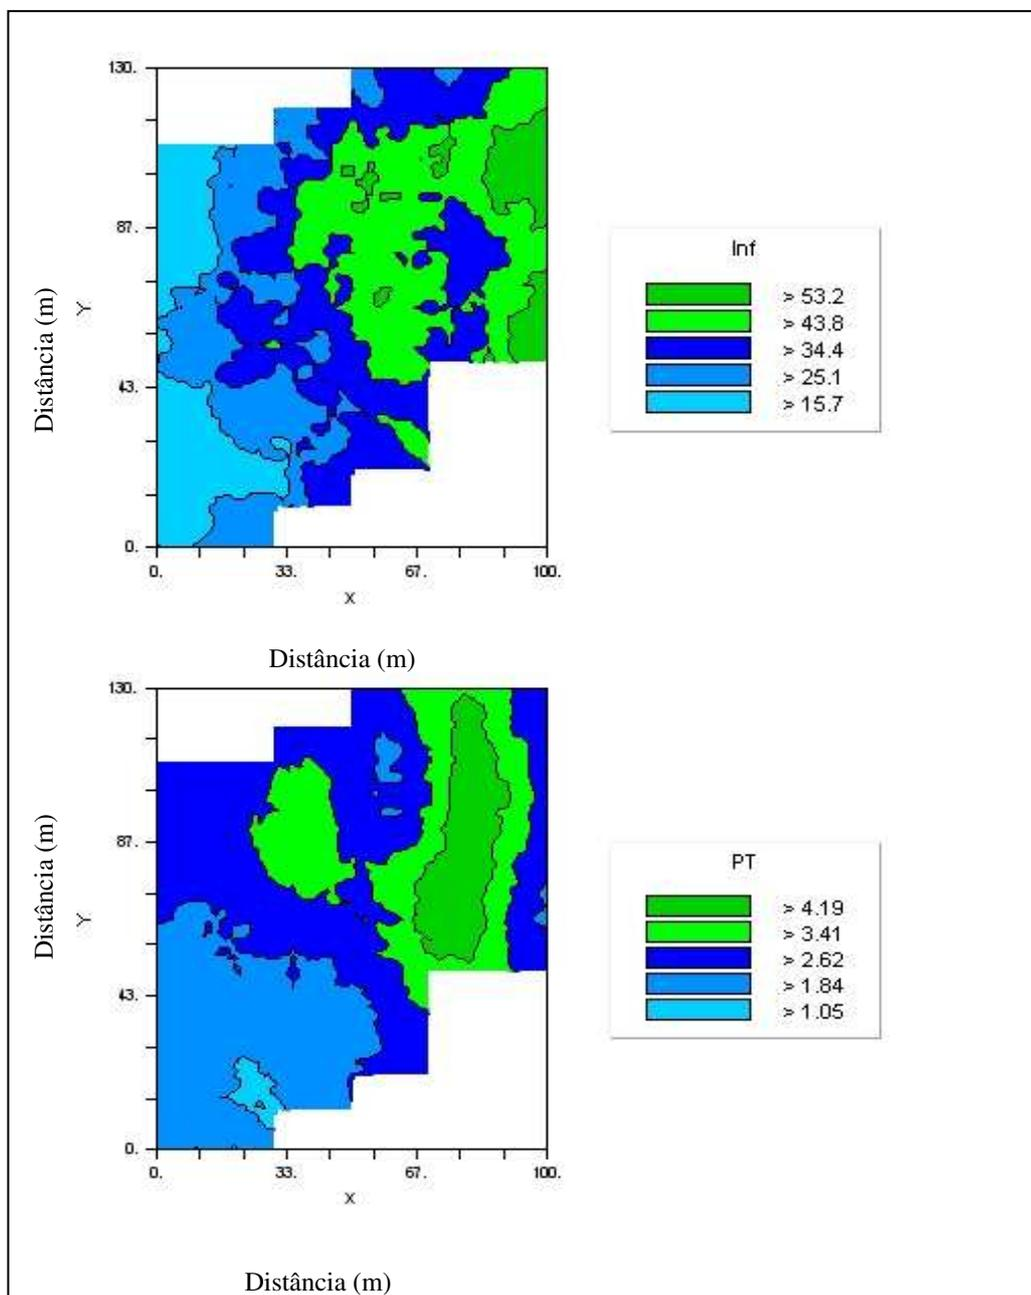 130.
87.
43.
0.
Distância (m)
Y
0. 33. 67. 100.
X
Distância (m)
Inf
> 53.2
> 43.8
> 34.4
> 25.1
> 15.7
130.
87.
43.
0.
Distância (m)
Y
0. 33. 67. 100.
X
Distância (m)
PT
> 4.19
> 3.41
> 2.62
> 1.84
> 1.05